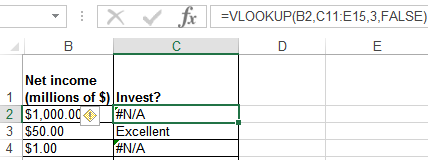 fx =VLOOKUP(B2,C11:E15,3,FALSE)
B C D E
Net income
1 (millions of $) Invest?
2 $1,000.00 #N/A
3 $50.00 Excellent
4 $1.00 #N/A